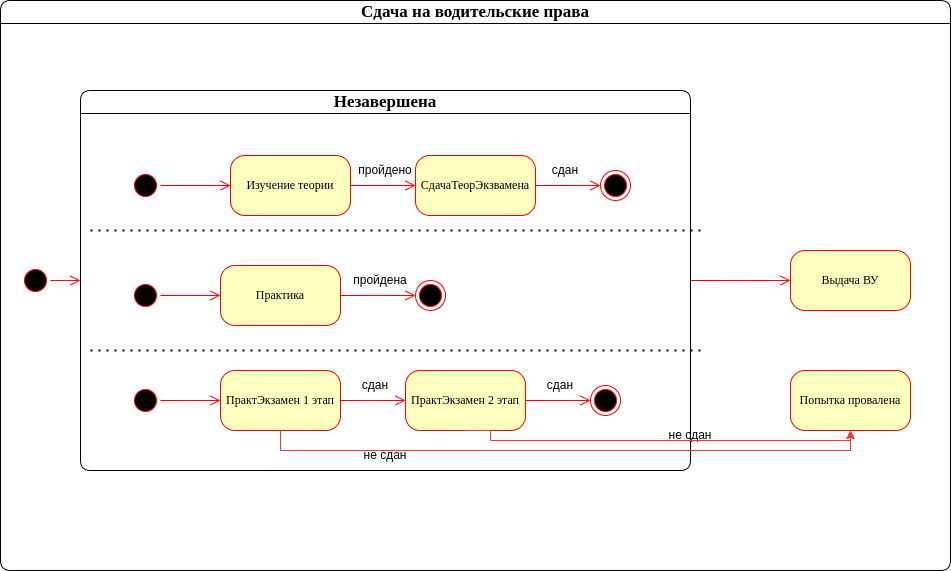 Сдача на водительские права
Незавершена
Изучение теории
пройдено
СдачаТеорЭкзвамена
сдан
Практика
пройдена
Выдача ВУ
ПрактЭкзамен 1 этап
сдан
ПрактЭкзамен 2 этап
сдан
Попытка провалена
не сдан
не сдан